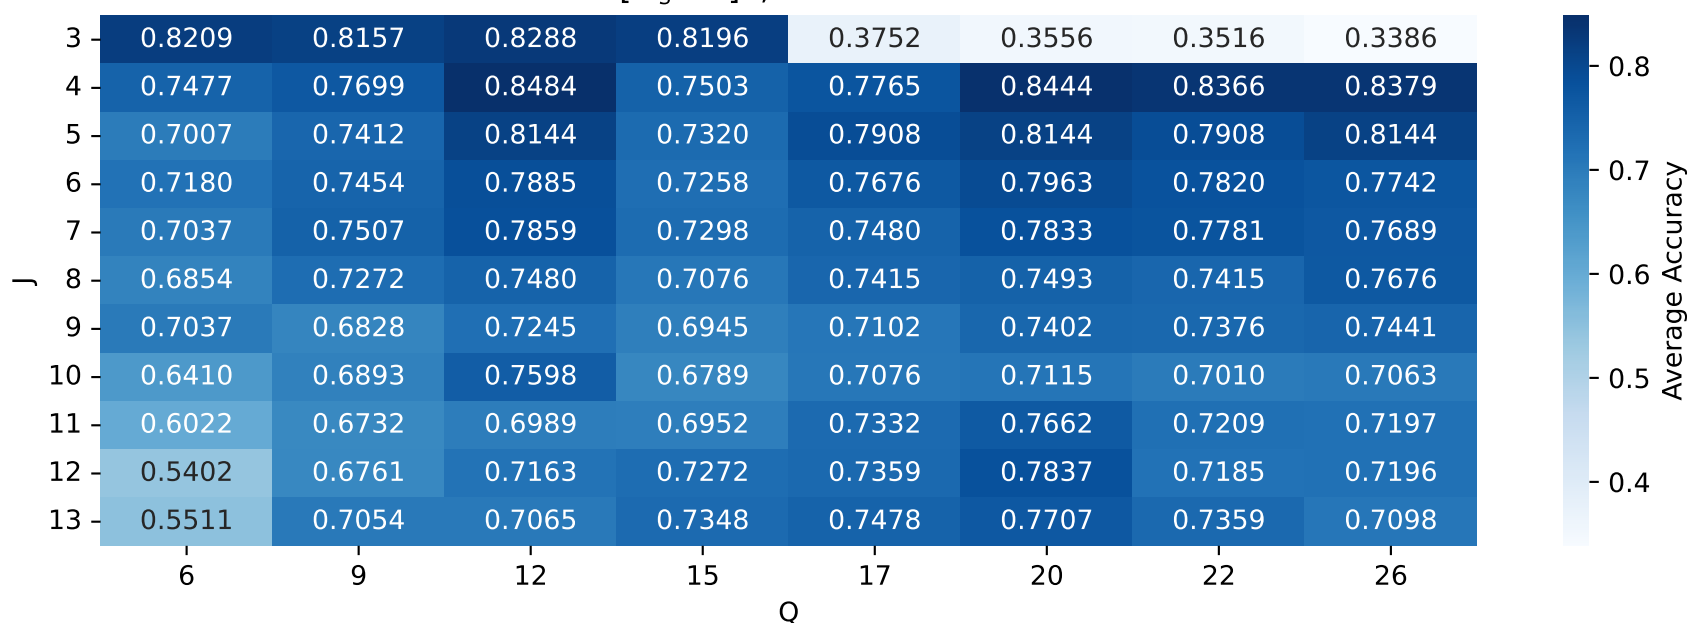 3 0.8209 0.8157 0.8288 0.8196 0.3752 0.3556 0.3516 0.3386
4 0.7477 0.7699 0.8484 0.7503 0.7765 0.8444 0.8366 0.8379
5 0.7007 0.7412 0.8144 0.7320 0.7908 0.8144 0.7908 0.8144
6 0.7180 0.7454 0.7885 0.7258 0.7676 0.7963 0.7820 0.7742
7 0.7037 0.7507 0.7859 0.7298 0.7480 0.7833 0.7781 0.7689
8 0.6854 0.7272 0.7480 0.7076 0.7415 0.7493 0.7415 0.7676
9 0.7037 0.6828 0.7245 0.6945 0.7102 0.7402 0.7376 0.7441
10 0.6410 0.6893 0.7598 0.6789 0.7076 0.7115 0.7010 0.7063
11 0.6022 0.6732 0.6989 0.6952 0.7332 0.7662 0.7209 0.7197
12 0.5402 0.6761 0.7163 0.7272 0.7359 0.7837 0.7185 0.7196
13 0.5511 0.7054 0.7065 0.7348 0.7478 0.7707 0.7359 0.7098
6 9 12 15 17 20 22 26
Q
J
0.8
0.7
0.6
0.5
0.4
Average Accuracy